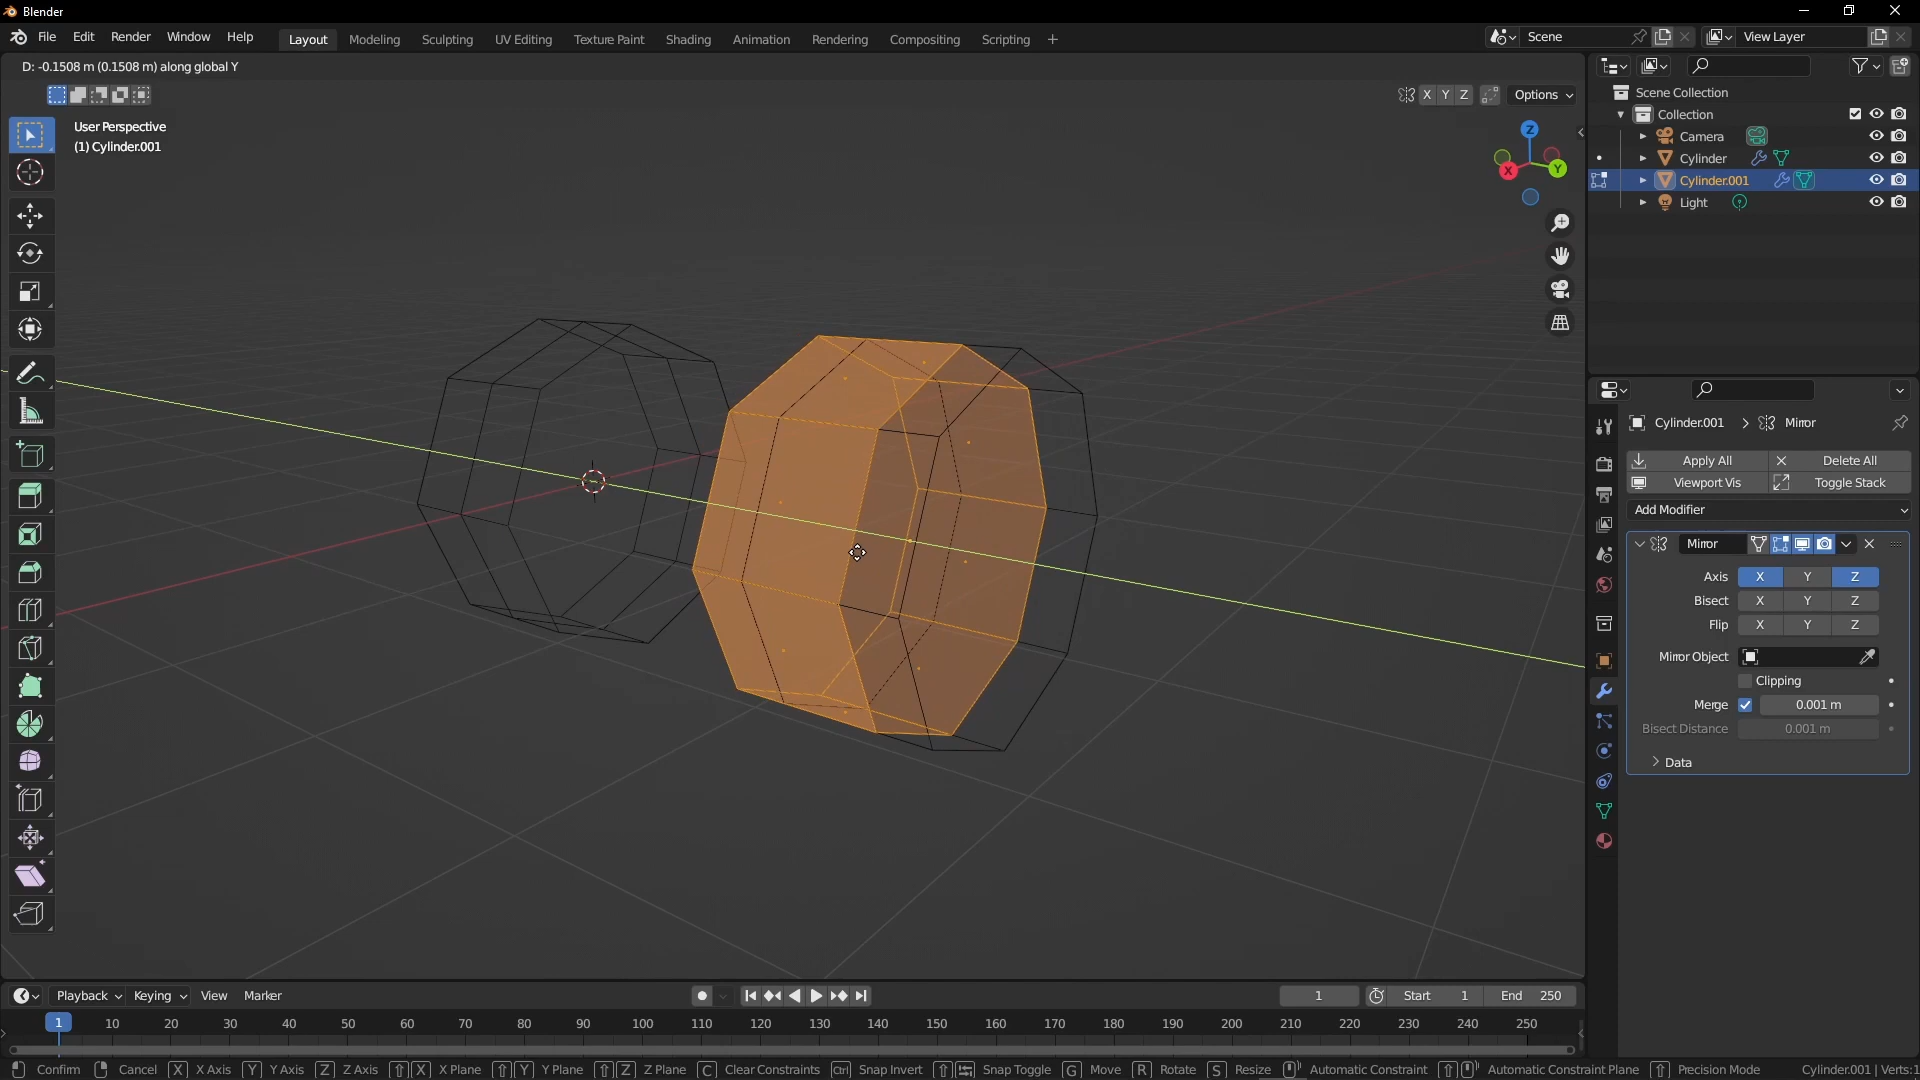 Blender
File Edit Render Window Help
Layout Modeling Sculpting UV Editing Texture Paint Shading Animation Rendering Compositing Scripting +
Scene
View Layer
D: -0.1508 m (0.1508 m) along global Y
X Y Z Options
User Perspective
(1) Cylinder.001
Z
X
Y
Scene Collection
Collection
Camera
Cylinder
Cylinder.001
Light
Cylinder.001 > Mirror
Apply All Delete All
Viewport Vis Toggle Stack
Add Modifier
Mirror
Axis X Y Z
Bisect X Y Z
Flip X Y Z
Mirror Object
Clipping
Merge 0.001 m
Bisect Distance 0.001 m
> Data
Playback Keying View Marker
1 Start 1 End 250
1 10 20 30 40 50 60 70 80 90 100 110 120 130 140 150 160 170 180 190 200 210 220 230 240 250
Confirm Cancel X X Axis Y Y Axis Z Z Axis X X Plane Y Y Plane Z Z Plane C Clear Constraints Ctrl Snap Invert Snap Toggle G Move R Rotate S Resize Automatic Constraint Automatic Constraint Plane Precision Mode Cylinder.001 | Verts:1